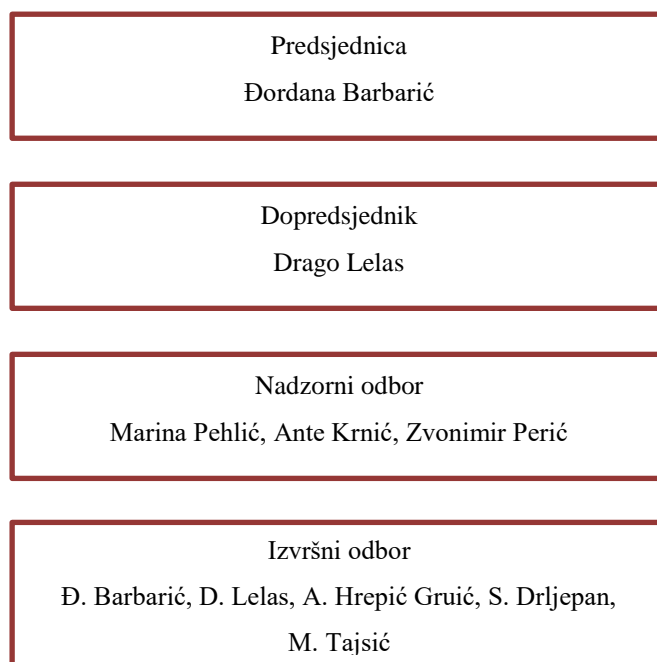 Predsjednica
Đordana Barbarić
Dopredsjednik
Drago Lelas
Nadzorni odbor
Marina Pehlić, Ante Krnić, Zvonimir Perić
Izvršni odbor
Đ. Barbarić, D. Lelas, A. Hrepić Gruić, S. Drljepan,
M. Tajsić